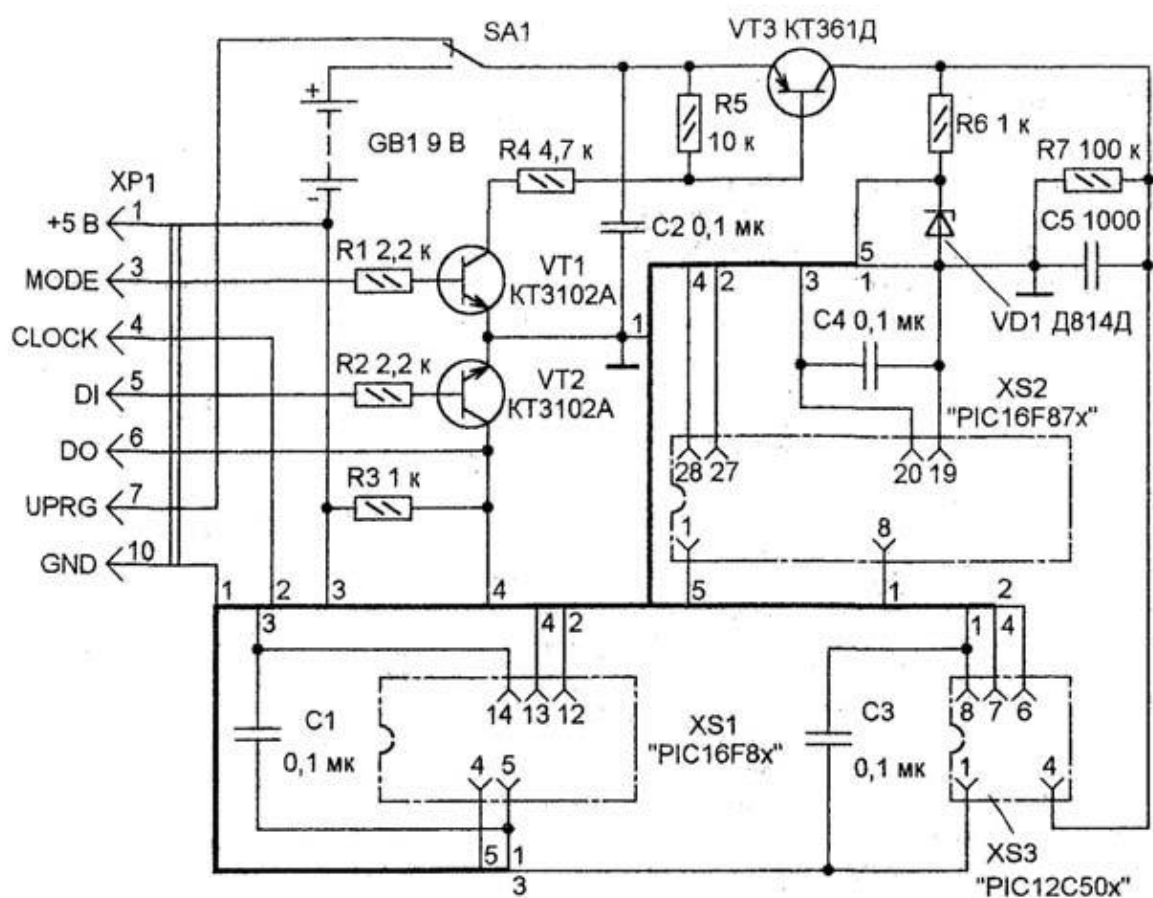 SA1
VT3 КТ361Д
+
-
GB1 9 В
R5
10 к
R6 1 к
R4 4,7 к
R7 100 к
XP1
+5 В 1
MODE 3
CLOCK 4
DI 5
DO 6
UPRG 7
GND 10
R1 2,2 к
VT1
КТ3102А
C2 0,1 мк
C5 1000
R2 2,2 к
VT2
КТ3102А
R3 1 к
1
5
4 2 3 1
C4 0,1 мк
VD1 Д814Д
XS2
"PIC16F87x"
28 27 20 19
1 8
5 1
1 2 3 4
3 4 2
1 4 2
C1
0,1 мк
14 13 12
4 5
XS1
"PIC16F8x"
5 1
3
C3
0,1 мк
8 7 6
1 4
XS3
"PIC12C50x"